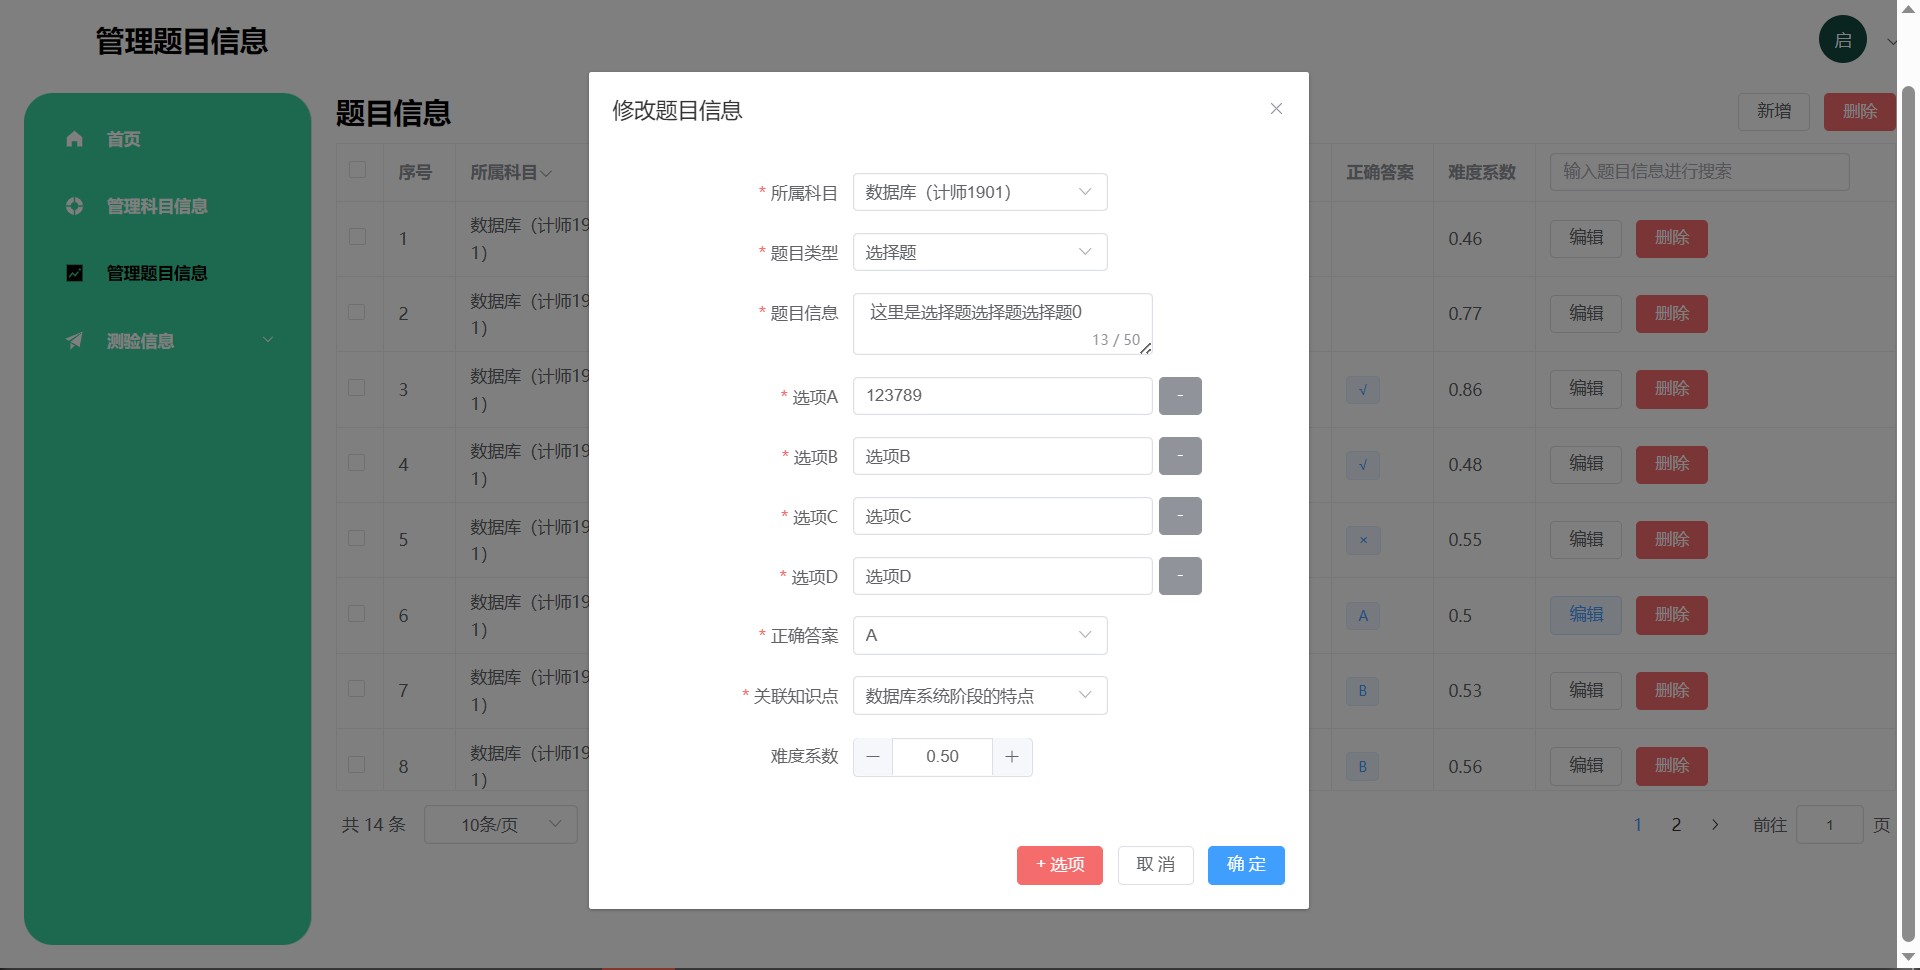 管理题目信息
启
首页
管理科目信息
管理题目信息
测验信息
题目信息
新增
删除
序号
所属科目
正确答案
难度系数
输入题目信息进行搜索
1
数据库（计师19
1）
0.46
编辑
删除
2
数据库（计师19
1）
0.77
编辑
删除
3
数据库（计师19
1）
√
0.86
编辑
删除
4
数据库（计师19
1）
√
0.48
编辑
删除
5
数据库（计师19
1）
×
0.55
编辑
删除
6
数据库（计师19
1）
A
0.5
编辑
删除
7
数据库（计师19
1）
B
0.53
编辑
删除
8
数据库（计师19
1）
B
0.56
编辑
删除
共 14 条
10条/页
1
2
前往
1
页
修改题目信息
* 所属科目
数据库（计师1901）
* 题目类型
选择题
* 题目信息
这里是选择题选择题选择题0
13 / 50
* 选项A
123789
-
* 选项B
选项B
-
* 选项C
选项C
-
* 选项D
选项D
-
* 正确答案
A
* 关联知识点
数据库系统阶段的特点
难度系数
0.50
+ 选项
取 消
确 定